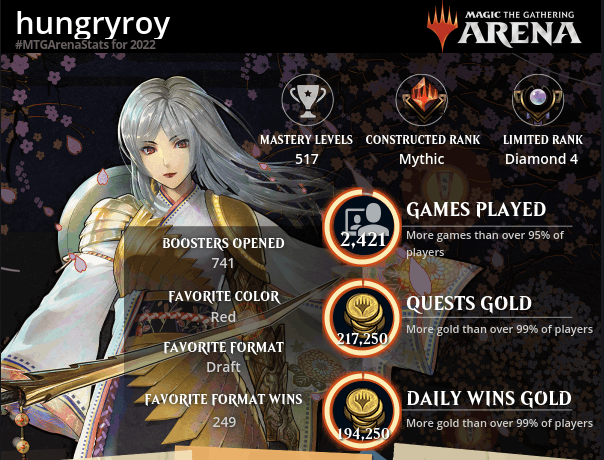 hungryroy
#MTGArenaStats for 2022
MAGIC THE GATHERING
ARENA
MASTERY LEVELS
517
CONSTRUCTED RANK
Mythic
LIMITED RANK
Diamond 4
BOOSTERS OPENED
741
FAVORITE COLOR
Red
FAVORITE FORMAT
Draft
FAVORITE FORMAT WINS
249
2,421
GAMES PLAYED
More games than over 95% of
players
217,250
QUESTS GOLD
More gold than over 99% of players
194,250
DAILY WINS GOLD
More gold than over 99% of players